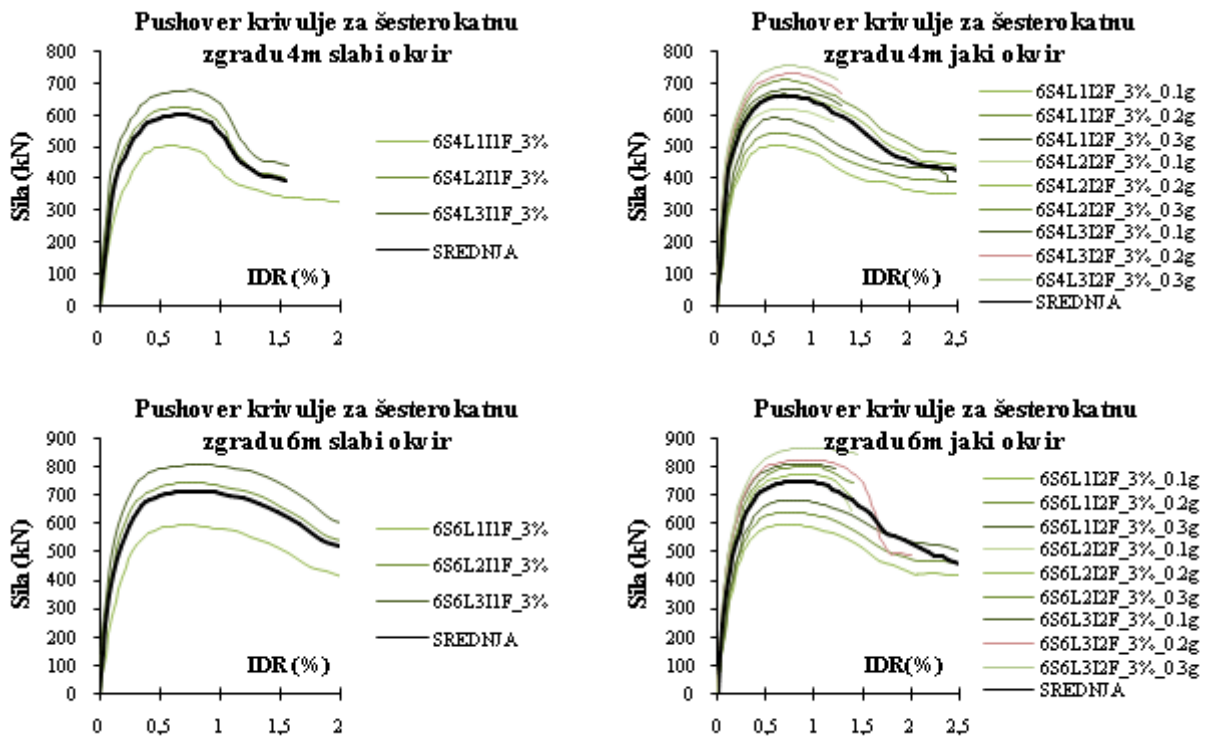 Pushover krivulje za šesterokatnu
zgradu 4m slabi okvir
800
700
600
500
400
300
200
100
0
Sila (kN)
IDR (%)
0 0,5 1 1,5 2
6S4L1I1F_3%
6S4L2I1F_3%
6S4L3I1F_3%
SREDNJA
Pushover krivulje za šesterokatnu
zgradu 4m jaki okvir
800
700
600
500
400
300
200
100
0
Sila (kN)
IDR(%)
0 0,5 1 1,5 2 2,5
6S4L1I2F_3%_0.1g
6S4L1I2F_3%_0.2g
6S4L1I2F_3%_0.3g
6S4L2I2F_3%_0.1g
6S4L2I2F_3%_0.2g
6S4L2I2F_3%_0.3g
6S4L3I2F_3%_0.1g
6S4L3I2F_3%_0.2g
6S4L3I2F_3%_0.3g
SREDNJA
Pushover krivulje za šesterokatnu
zgradu 6m slabi okvir
900
800
700
600
500
400
300
200
100
0
Sila (kN)
IDR (%)
0 0,5 1 1,5 2
6S6L1I1F_3%
6S6L2I1F_3%
6S6L3I1F_3%
SREDNJA
Pushover krivulje za šesterokatnu
zgradu 6m jaki okvir
900
800
700
600
500
400
300
200
100
0
Sila (kN)
IDR(%)
0 0,5 1 1,5 2 2,5
6S6L1I2F_3%_0.1g
6S6L1I2F_3%_0.2g
6S6L1I2F_3%_0.3g
6S6L2I2F_3%_0.1g
6S6L2I2F_3%_0.2g
6S6L2I2F_3%_0.3g
6S6L3I2F_3%_0.1g
6S6L3I2F_3%_0.2g
6S6L3I2F_3%_0.3g
SREDNJA